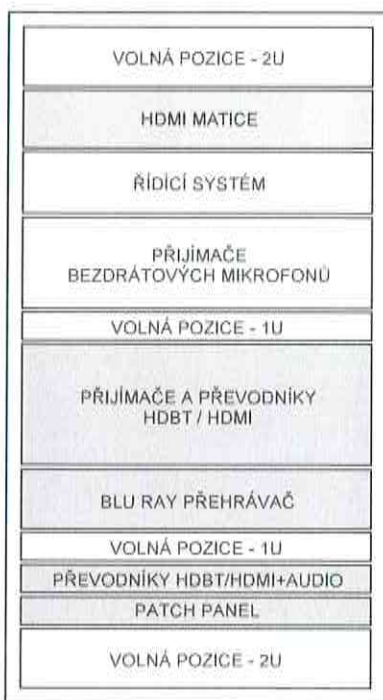 VOLNÁ POZICE - 2U
HDMI MATICE
ŘÍDÍCÍ SYSTÉM
PŘIJÍMAČE
BEZDRÁTOVÝCH MIKROFONŮ
VOLNÁ POZICE - 1U
PŘIJÍMAČE A PŘEVODNÍKY
HDBT / HDMI
BLU RAY PŘEHRÁVAČ
VOLNÁ POZICE - 1U
PŘEVODNÍKY HDBT/HDMI+AUDIO
PATCH PANEL
VOLNÁ POZICE - 2U